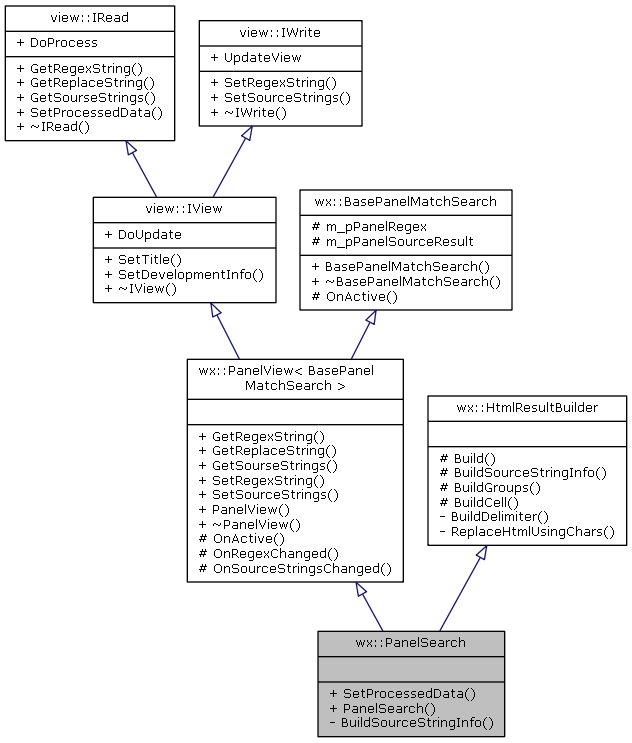 view::IRead
+ DoProcess
+ GetRegexString()
+ GetReplaceString()
+ GetSourseStrings()
+ SetProcessedData()
+ ~IRead()
view::IWrite
+ UpdateView
+ SetRegexString()
+ SetSourceStrings()
+ ~IWrite()
view::IView
+ DoUpdate
+ SetTitle()
+ SetDevelopmentInfo()
+ ~IView()
wx::BasePanelMatchSearch
# m_pPanelRegex
# m_pPanelSourceResult
+ BasePanelMatchSearch()
+ ~BasePanelMatchSearch()
# OnActive()
wx::PanelView< BasePanel
MatchSearch >
+ GetRegexString()
+ GetReplaceString()
+ GetSourseStrings()
+ SetRegexString()
+ SetSourceStrings()
+ PanelView()
+ ~PanelView()
# OnActive()
# OnRegexChanged()
# OnSourceStringsChanged()
wx::HtmlResultBuilder
# Build()
# BuildSourceStringInfo()
# BuildGroups()
# BuildCell()
- BuildDelimiter()
- ReplaceHtmlUsingChars()
wx::PanelSearch
+ SetProcessedData()
+ PanelSearch()
- BuildSourceStringInfo()